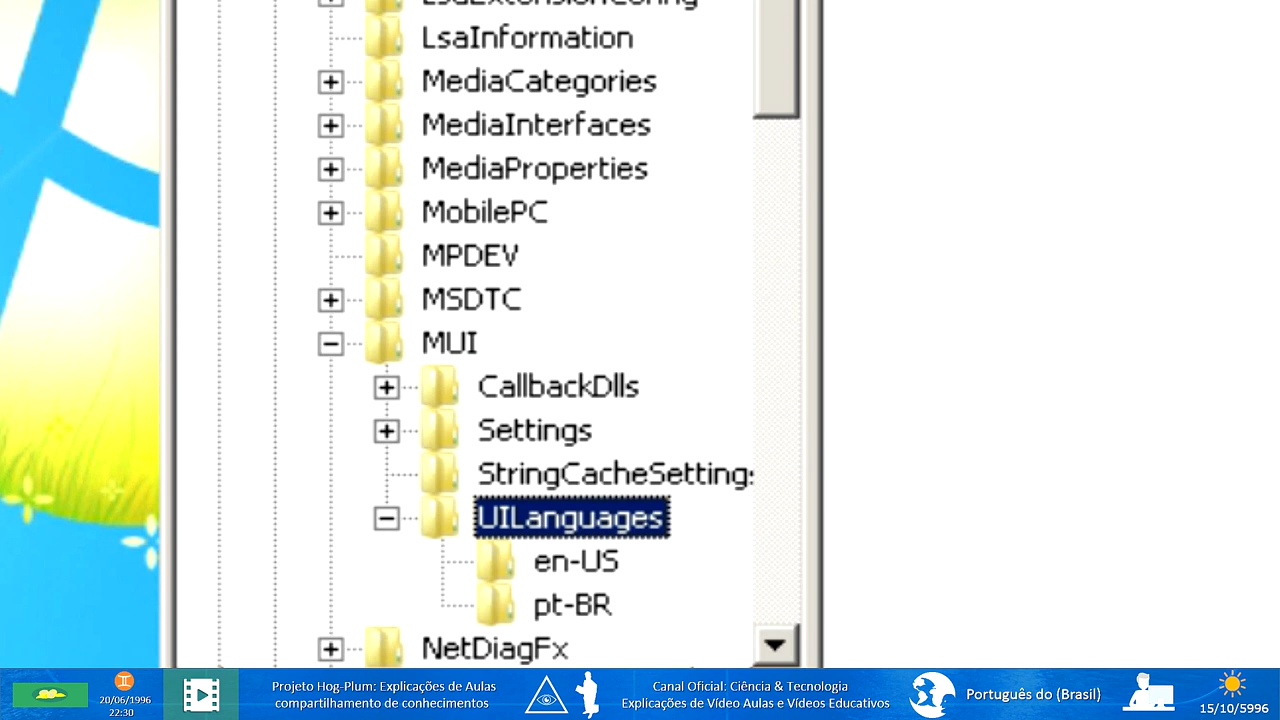 LsaExtensionConfig
LsaInformation
MediaCategories
MediaInterfaces
MediaProperties
MobilePC
MPDEV
MSDTC
MUI
CallbackDlls
Settings
StringCacheSetting
UILanguages
en-US
pt-BR
NetDiagFx
20/06/1996
22:30
Projeto Hog-Plum: Explicações de Aulas
compartilhamento de conhecimentos
Canal Oficial: Ciência & Tecnologia
Explicações de Vídeo Aulas e Vídeos Educativos
Português do (Brasil)
15/10/5996